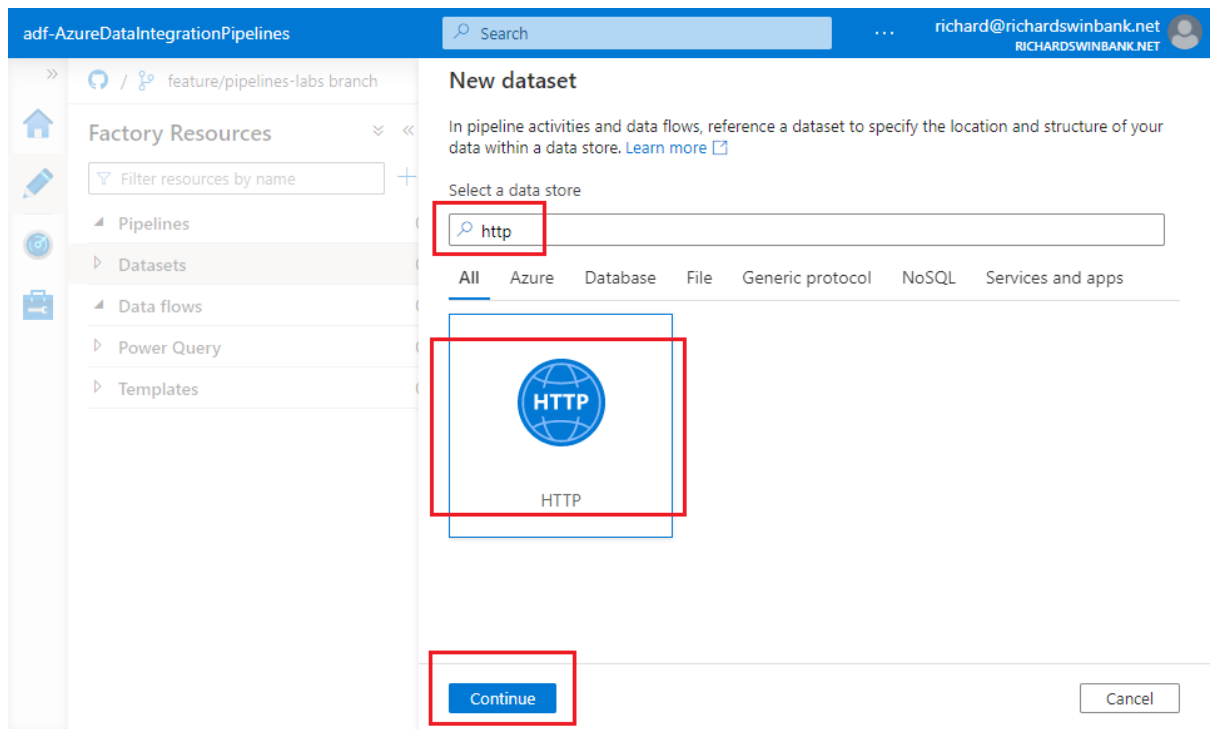 adf-AzureDataIntegrationPipelines
Search
...
richard@richardswinbank.net
RICHARDSWINBANK.NET
/ feature/pipelines-labs branch
Factory Resources
Filter resources by name
Pipelines
Datasets
Data flows
Power Query
Templates
New dataset
In pipeline activities and data flows, reference a dataset to specify the location and structure of your
data within a data store. Learn more
Select a data store
http
All Azure Database File Generic protocol NoSQL Services and apps
HTTP
HTTP
Continue
Cancel